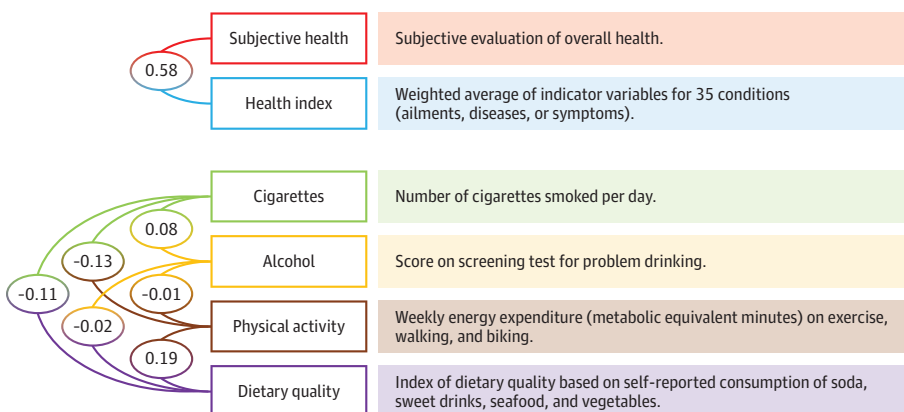 Subjective health
Subjective evaluation of overall health.
0.58
Health index
Weighted average of indicator variables for 35 conditions
(ailments, diseases, or symptoms).
Cigarettes
Number of cigarettes smoked per day.
0.08
Alcohol
Score on screening test for problem drinking.
-0.13
-0.11
-0.01
-0.02
Physical activity
Weekly energy expenditure (metabolic equivalent minutes) on exercise,
walking, and biking.
0.19
Dietary quality
Index of dietary quality based on self-reported consumption of soda,
sweet drinks, seafood, and vegetables.